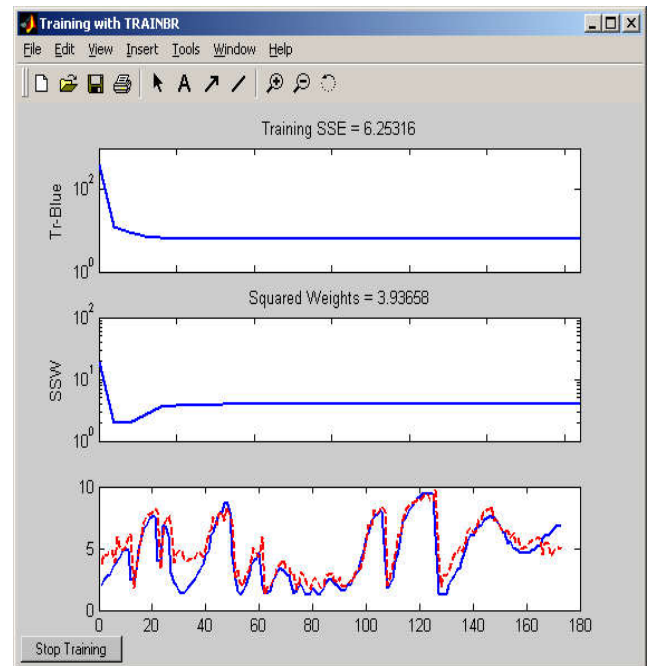 Training with TRAINBR
File Edit View Insert Tools Window Help
A
Training SSE = 6.25316
10^2
Tr-Blue
10^0
Squared Weights = 3.93658
10^2
SSW
10^1
10^0
10
5
0
0 20 40 60 80 100 120 140 160 180
Stop Training